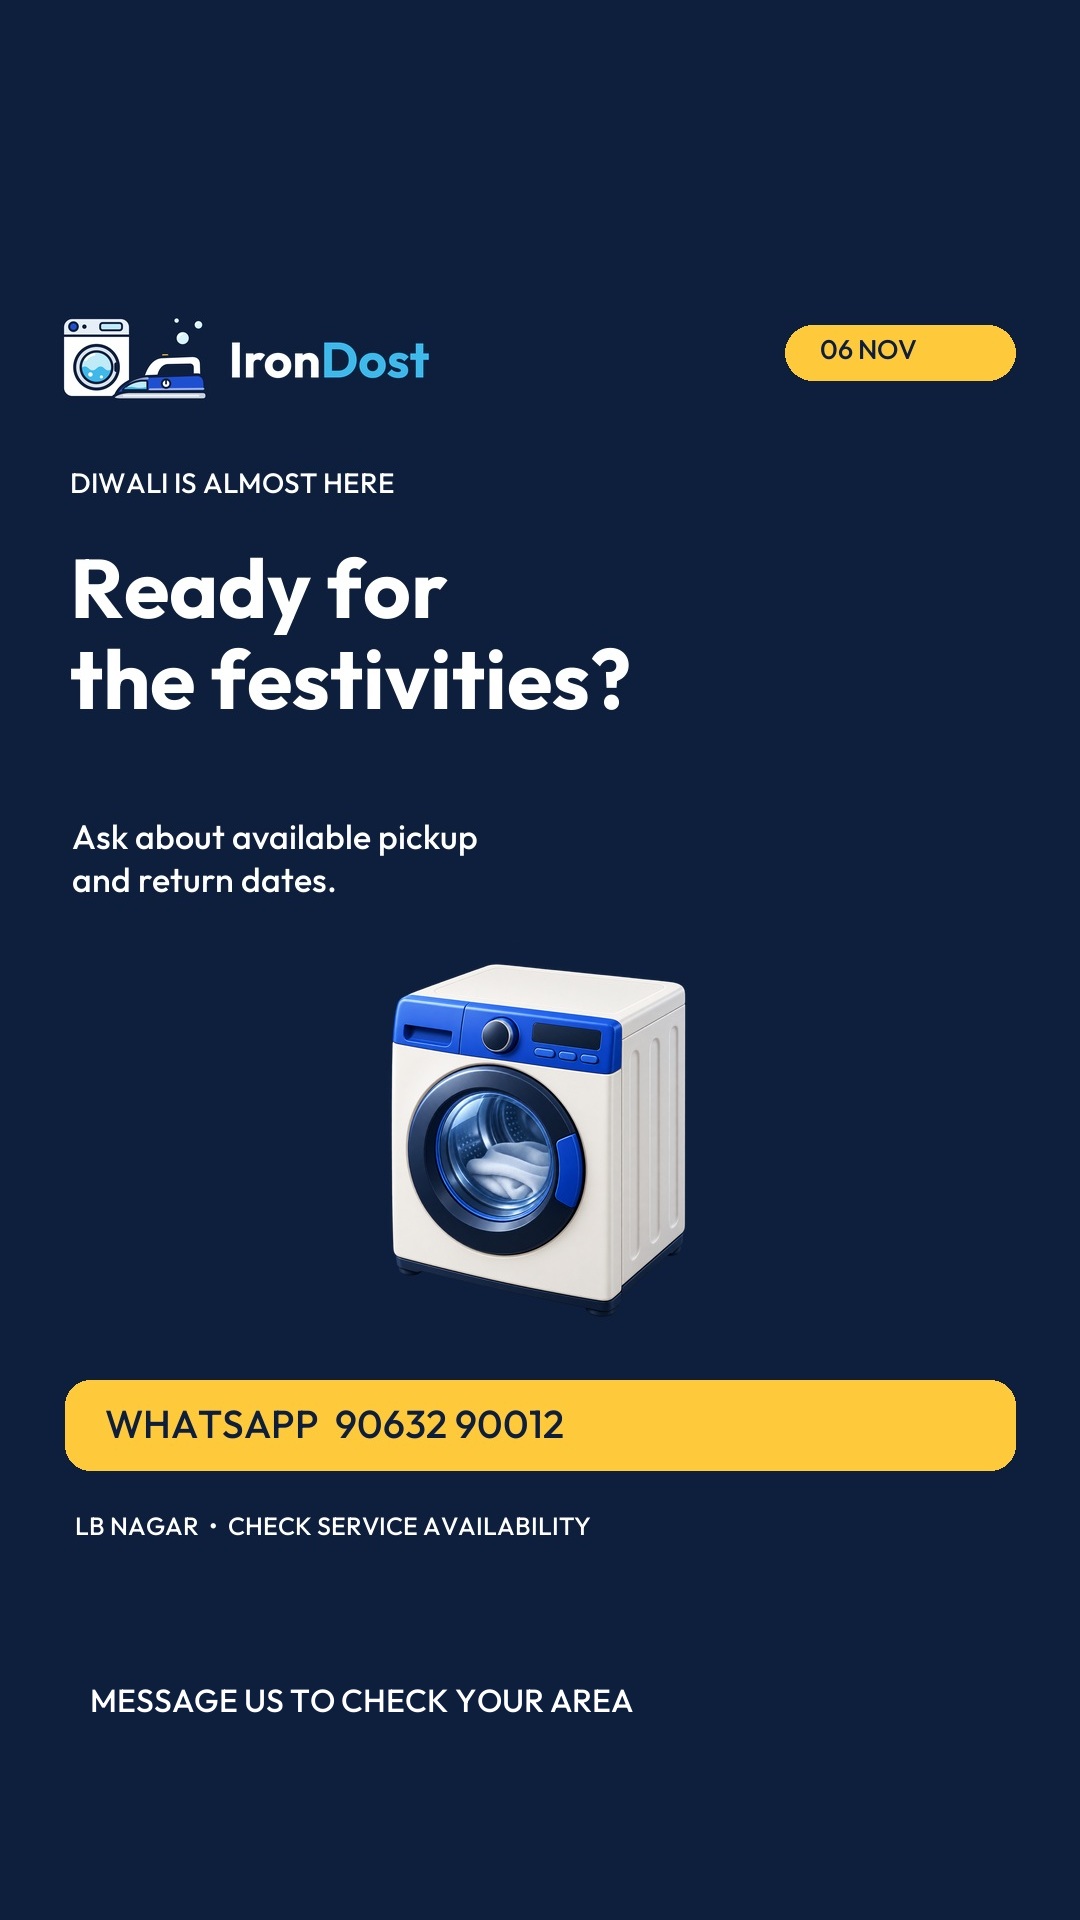 IronDost
06 NOV
DIWALI IS ALMOST HERE
Ready for
the festivities?
Ask about available pickup
and return dates.
WHATSAPP 90632 90012
LB NAGAR • CHECK SERVICE AVAILABILITY
MESSAGE US TO CHECK YOUR AREA